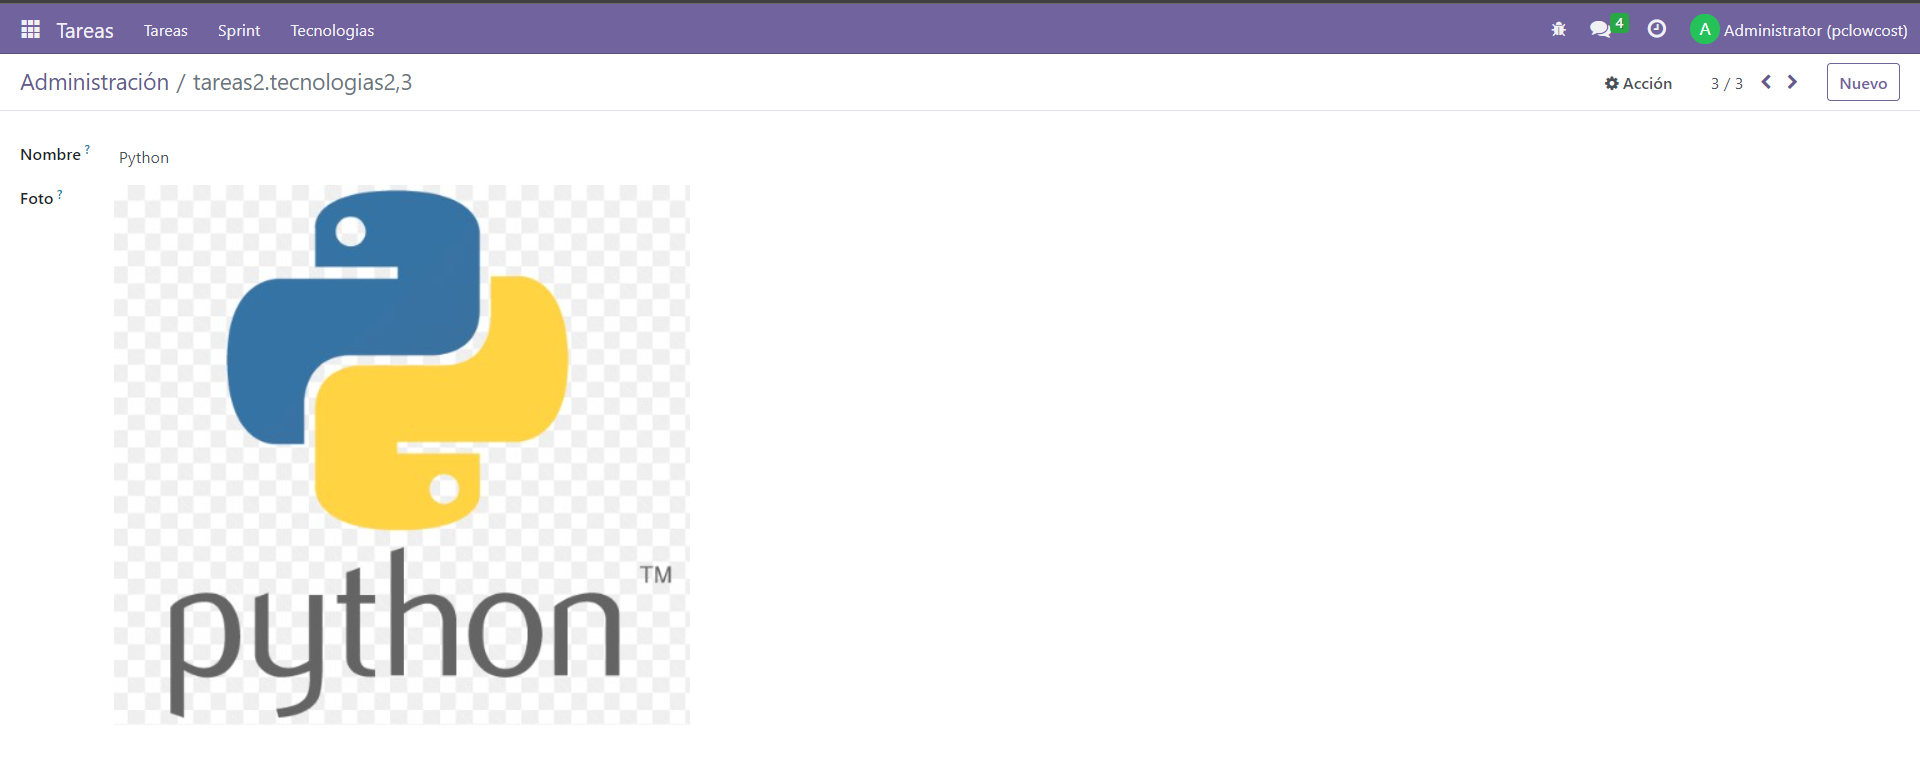 Tareas Tareas Sprint Tecnologias 4 A Administrator (pclowcost)
Administración / tareas2.tecnologias2,3 Acción 3 / 3 Nuevo
Nombre ? Python
Foto ?
TM
python